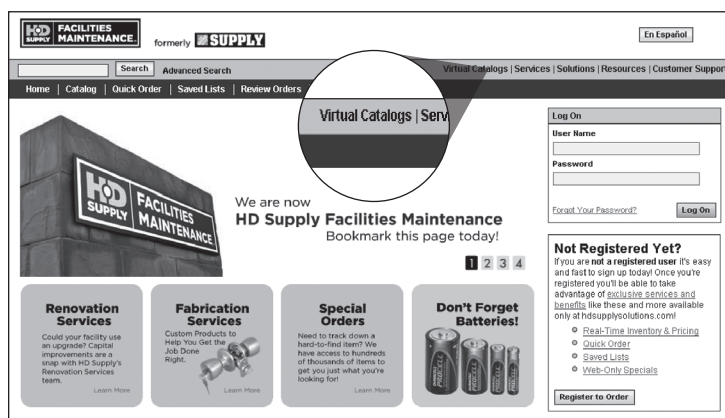 HD SUPPLY FACILITIES MAINTENANCE.
formerly SUPPLY
En Español
Search Advanced Search
Virtual Catalogs | Services | Solutions | Resources | Customer Support
Home | Catalog | Quick Order | Saved Lists | Review Orders
Virtual Catalogs | Serv
HD SUPPLY FACILITIES MAINTENANCE
We are now
HD Supply Facilities Maintenance
Bookmark this page today!
1 2 3 4
Log On
User Name
Password
Forgot Your Password? Log On
Not Registered Yet?
If you are not a registered user it's easy
and fast to sign up today! Once you're
registered you'll be able to take
advantage of exclusive services and
benefits like these and more available
only at hdsupplysolutions.com!
Real-Time Inventory & Pricing
Quick Order
Saved Lists
Web-Only Specials
Register to Order
Renovation
Services
Could your facility use
an upgrade? Capital
improvements are a
snap with HD Supply's
Renovation Services
team.
Learn More
Fabrication
Services
Custom Products to
Help You Get the
Job Done
Right.
Learn More
Special
Orders
Need to track down a
hard-to-find item? We
have access to hundreds
of thousands of items to
get you just what you're
looking for!
Learn More
Don't Forget
Batteries!
PROCELL
PROCELL
PROCELL
PROCELL